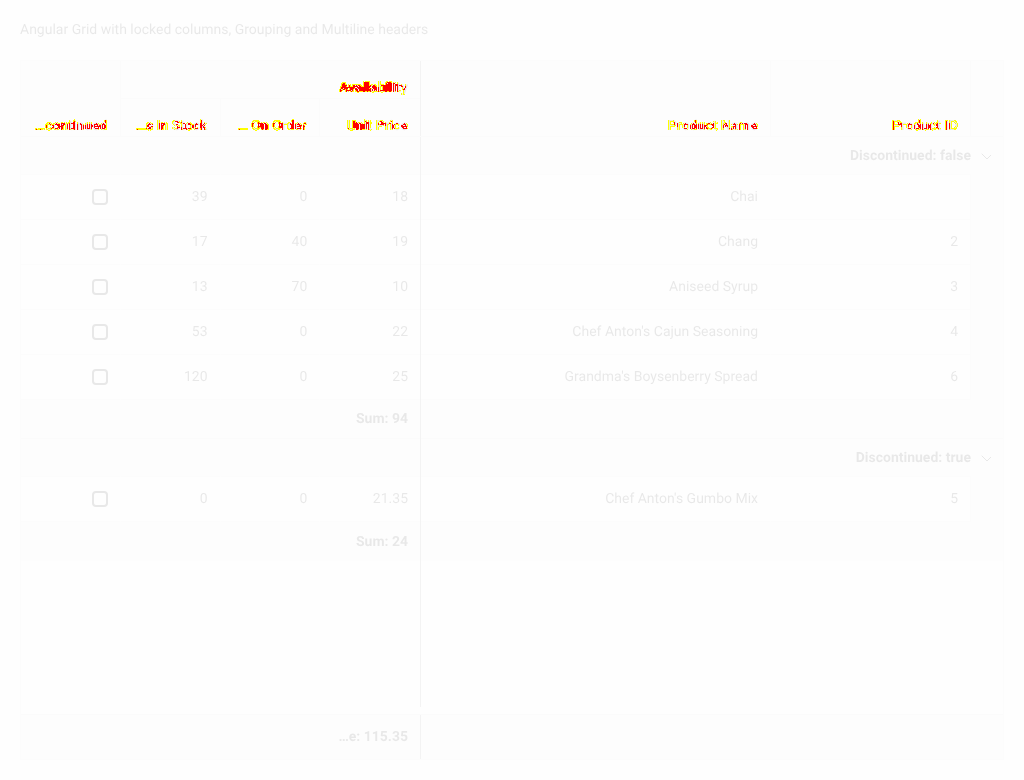 Angular Grid with locked columns, Grouping and Multiline headers
Availability
...continued ...s in Stock ... On Order Unit Price Product Name Product ID
Discontinued: false
39 0 18 Chai
17 40 19 Chang 2
13 70 10 Aniseed Syrup 3
53 0 22 Chef Anton's Cajun Seasoning 4
120 0 25 Grandma's Boysenberry Spread 6
Sum: 94
Discontinued: true
0 0 21.35 Chef Anton's Gumbo Mix 5
Sum: 24
...e: 115.35